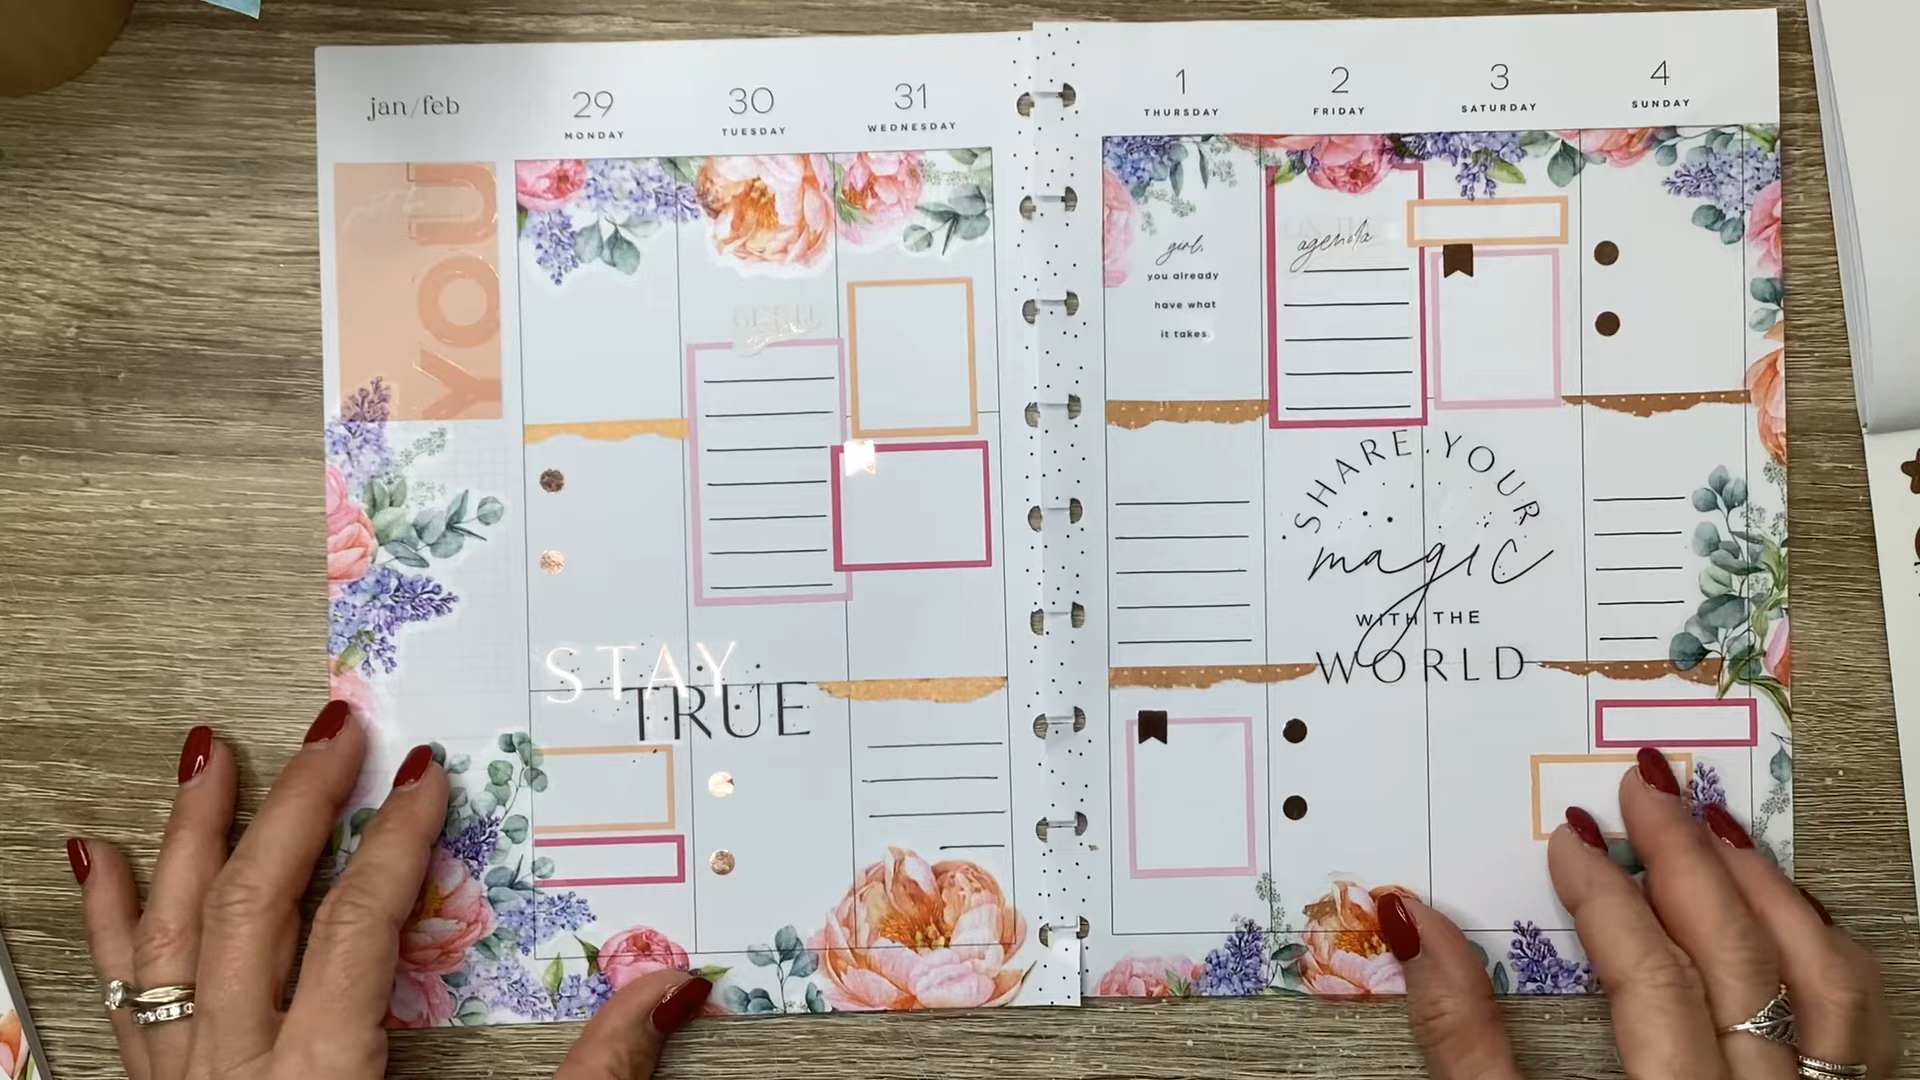 jan/feb
29
MONDAY
30
TUESDAY
31
WEDNESDAY
1
THURSDAY
2
FRIDAY
3
SATURDAY
4
SUNDAY
YOU
girl,
you already
have what
it takes.
agenda
STAY
TRUE
SHARE YOUR
magic
WITH THE
WORLD